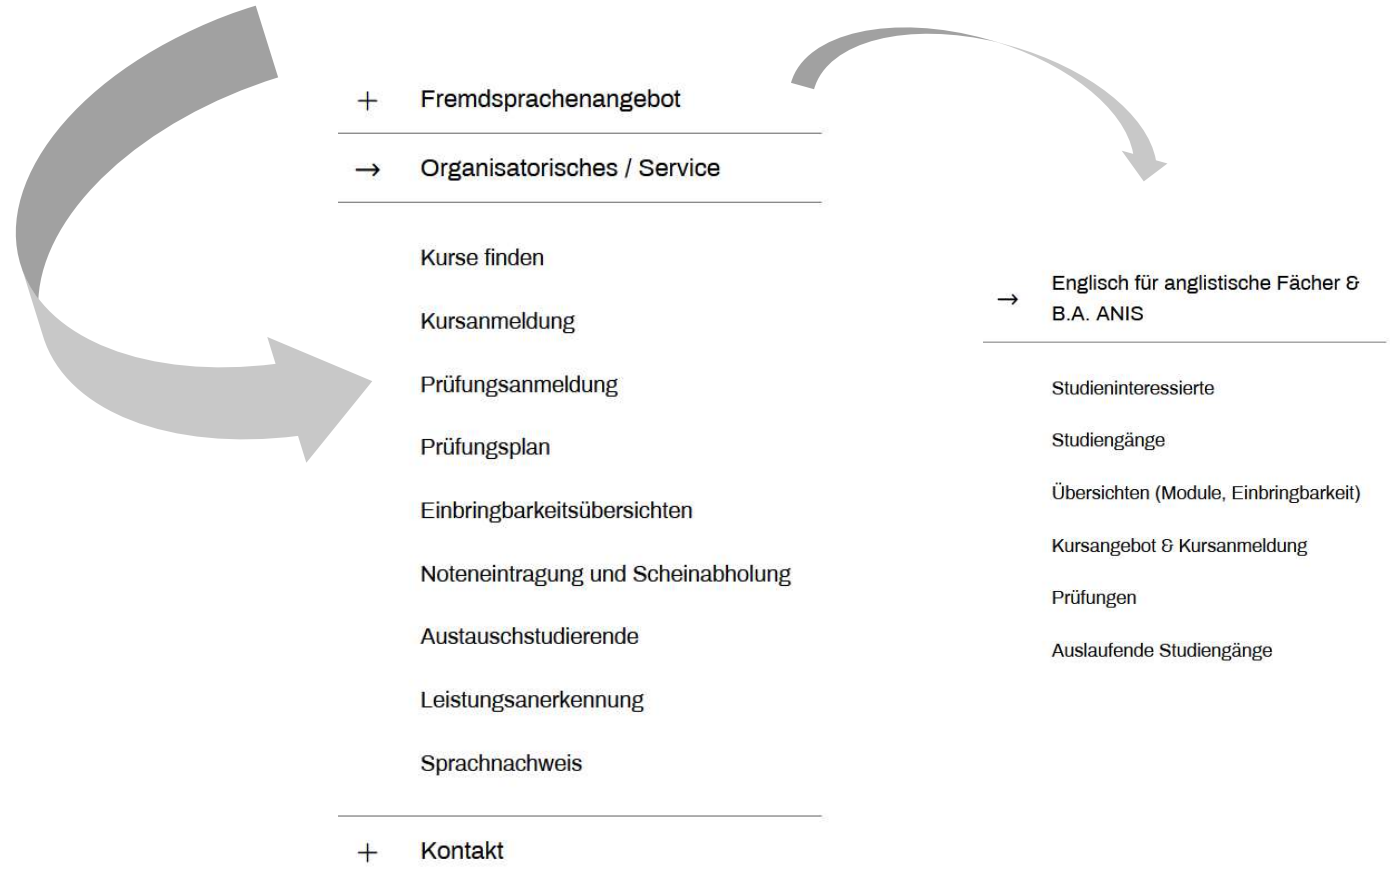 + Fremdsprachenangebot
→ Organisatorisches / Service
Kurse finden
Kursanmeldung
Prüfungsanmeldung
Prüfungsplan
Einbringbarkeitsübersichten
Noteneintragung und Scheinabholung
Austauschstudierende
Leistungsanerkennung
Sprachnachweis
+ Kontakt
→ Englisch für anglistische Fächer &
B.A. ANIS
Studieninteressierte
Studiengänge
Übersichten (Module, Einbringbarkeit)
Kursangebot & Kursanmeldung
Prüfungen
Auslaufende Studiengänge